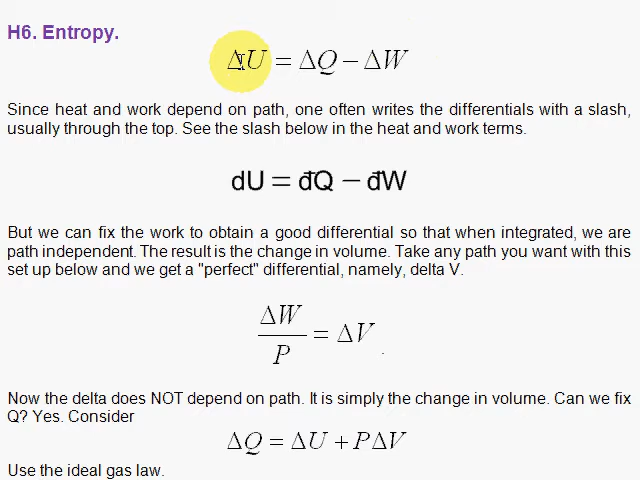 H6. Entropy.
ΔU = ΔQ − ΔW
Since heat and work depend on path, one often writes the differentials with a slash,
usually through the top. See the slash below in the heat and work terms.
dU = đQ − đW
But we can fix the work to obtain a good differential so that when integrated, we are
path independent. The result is the change in volume. Take any path you want with this
set up below and we get a "perfect" differential, namely, delta V.
ΔW
P
= ΔV .
Now the delta does NOT depend on path. It is simply the change in volume. Can we fix
Q? Yes. Consider
ΔQ = ΔU + PΔV
Use the ideal gas law.